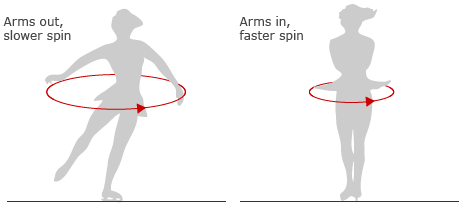 Arms out,
slower spin
Arms in,
faster spin